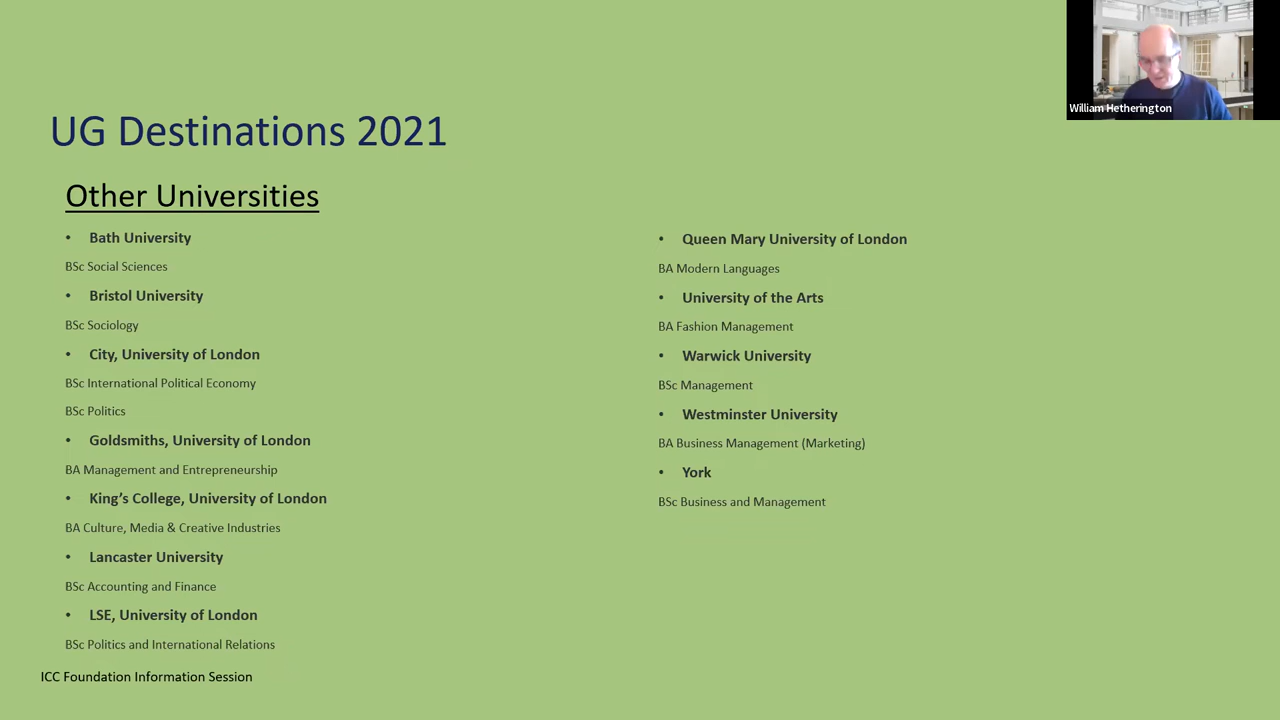 William Hetherington
UG Destinations 2021
Other Universities
• Bath University
BSc Social Sciences
• Bristol University
BSc Sociology
• City, University of London
BSc International Political Economy
BSc Politics
• Goldsmiths, University of London
BA Management and Entrepreneurship
• King’s College, University of London
BA Culture, Media & Creative Industries
• Lancaster University
BSc Accounting and Finance
• LSE, University of London
BSc Politics and International Relations
• Queen Mary University of London
BA Modern Languages
• University of the Arts
BA Fashion Management
• Warwick University
BSc Management
• Westminster University
BA Business Management (Marketing)
• York
BSc Business and Management
ICC Foundation Information Session